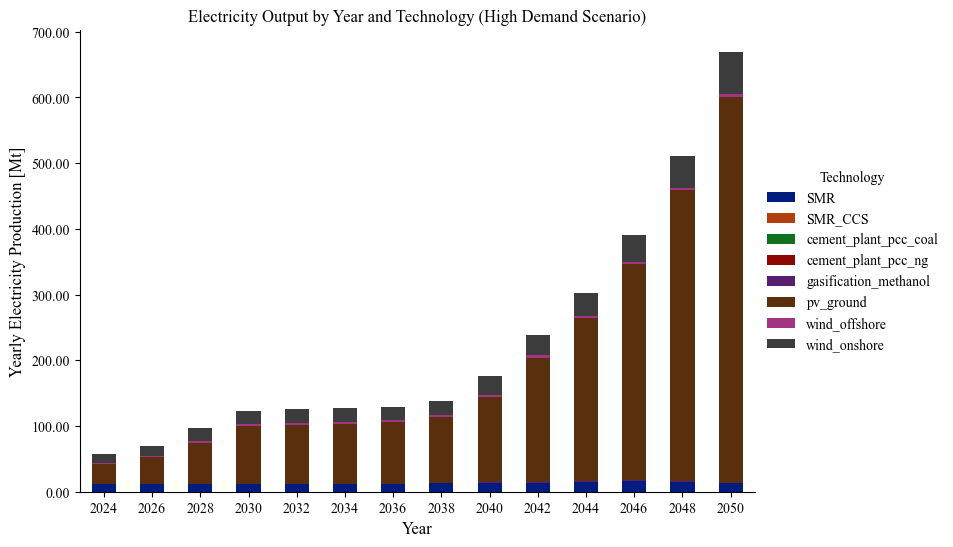 Electricity Output by Year and Technology (High Demand Scenario)
Yearly Electricity Production [Mt]
700.00
600.00
500.00
400.00
300.00
200.00
100.00
0.00
2024 2026 2028 2030 2032 2034 2036 2038 2040 2042 2044 2046 2048 2050
Year
Technology
SMR
SMR_CCS
cement_plant_pcc_coal
cement_plant_pcc_ng
gasification_methanol
pv_ground
wind_offshore
wind_onshore